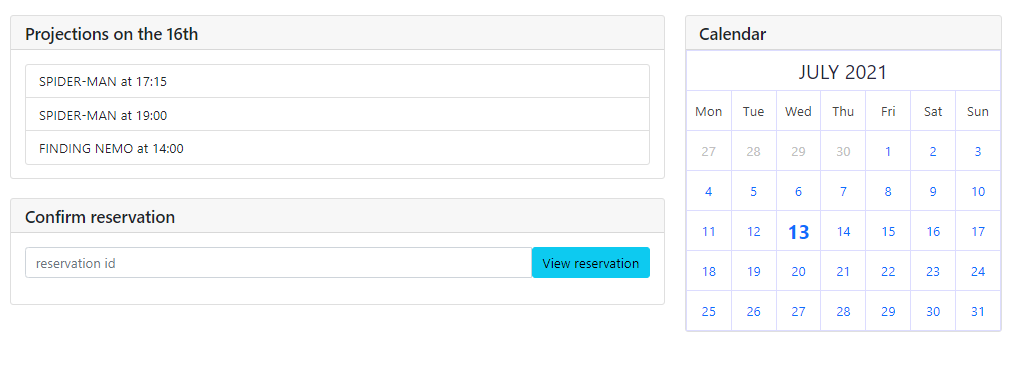 Projections on the 16th
SPIDER-MAN at 17:15
SPIDER-MAN at 19:00
FINDING NEMO at 14:00
Confirm reservation
reservation id
View reservation
Calendar
JULY 2021
Mon Tue Wed Thu Fri Sat Sun
27 28 29 30 1 2 3
4 5 6 7 8 9 10
11 12 13 14 15 16 17
18 19 20 21 22 23 24
25 26 27 28 29 30 31